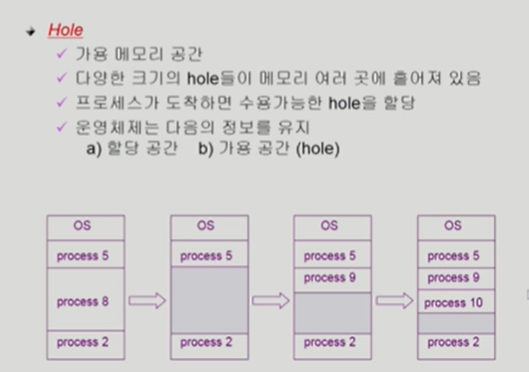 Hole
가용 메모리 공간
다양한 크기의 hole들이 메모리 여러 곳에 흩어져 있음
프로세스가 도착하면 수용가능한 hole을 할당
운영체제는 다음의 정보를 유지
a) 할당 공간 b) 가용 공간 (hole)
OS
process 5
process 8
process 2
OS
process 5
process 2
OS
process 5
process 9
process 2
OS
process 5
process 9
process 10
process 2